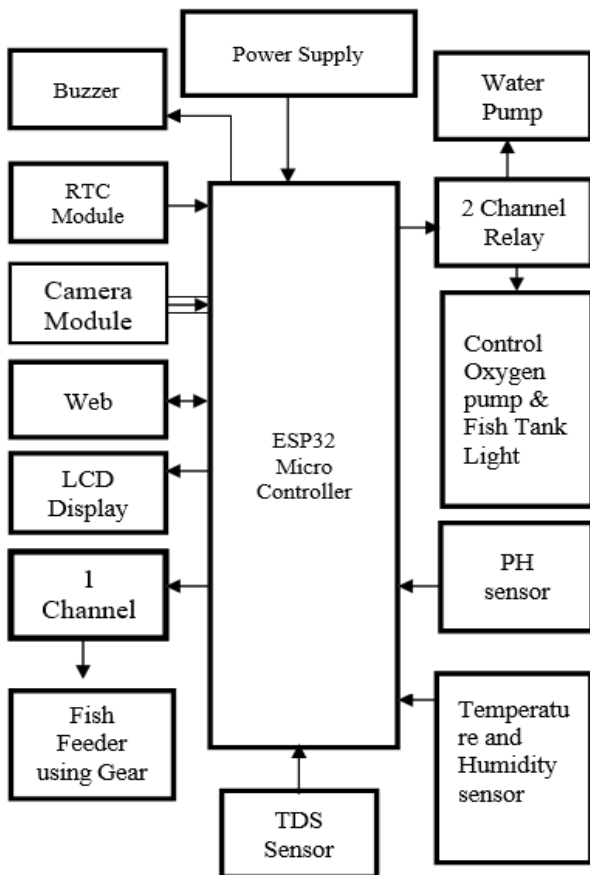 Power Supply
Buzzer
Water
Pump
RTC
Module
2 Channel
Relay
Camera
Module
Control
Oxygen
pump &
Fish Tank
Light
Web
ESP32
Micro
Controller
LCD
Display
PH
sensor
1
Channel
Fish
Feeder
using Gear
Temperatu
re and
Humidity
sensor
TDS
Sensor